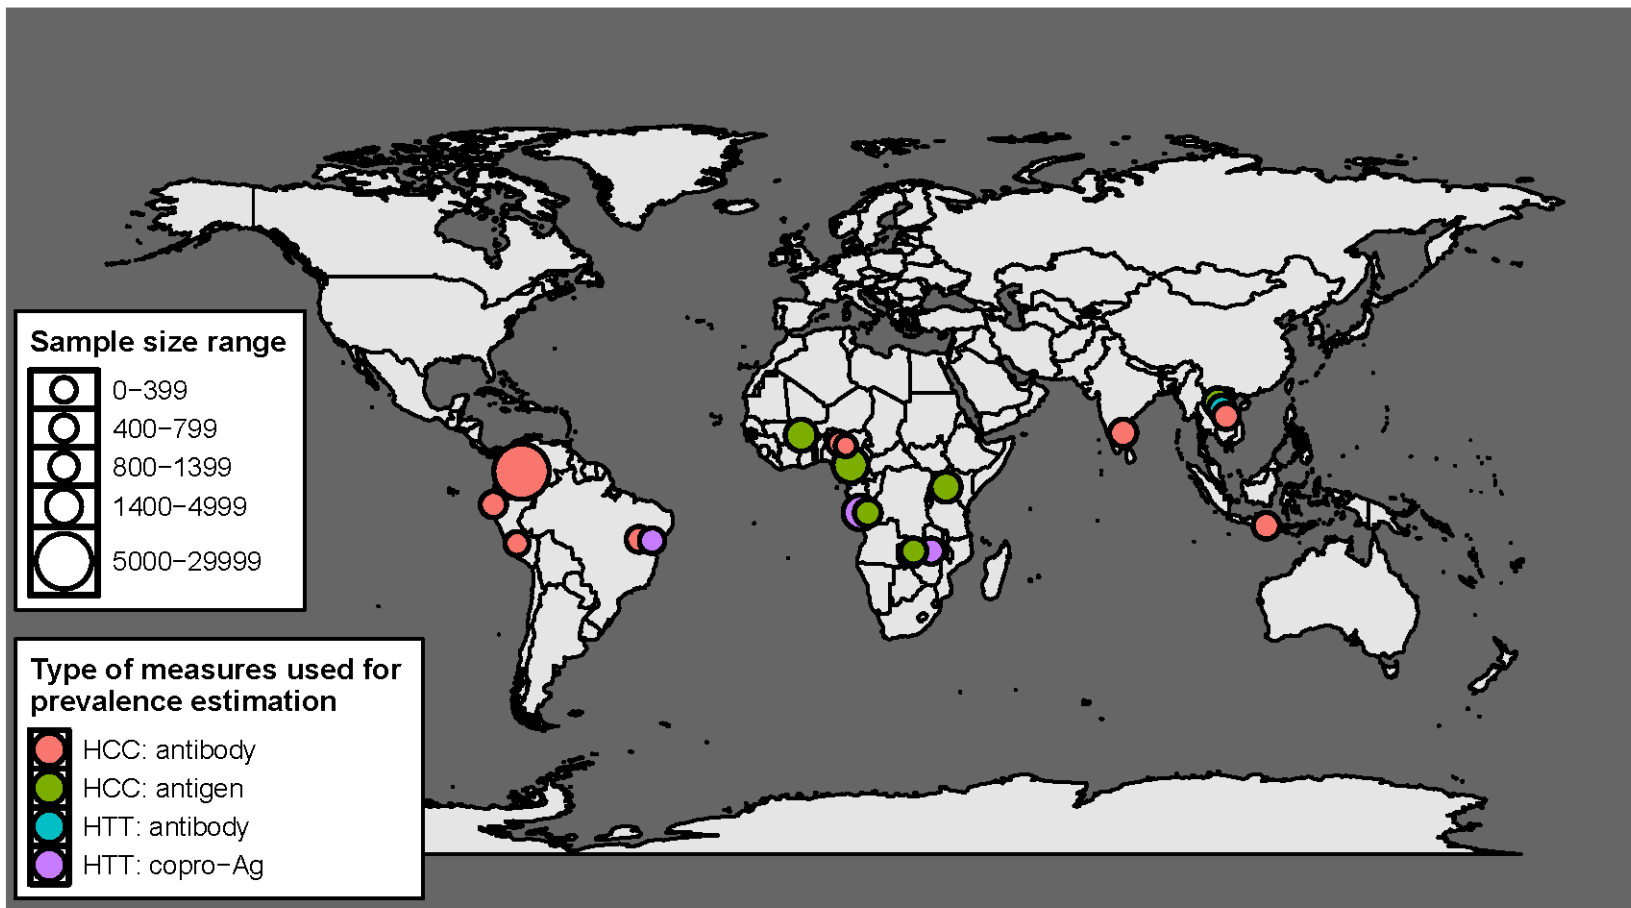 Sample size range
0−399
400−799
800−1399
1400−4999
5000−29999
Type of measures used for
prevalence estimation
HCC: antibody
HCC: antigen
HTT: antibody
HTT: copro−Ag